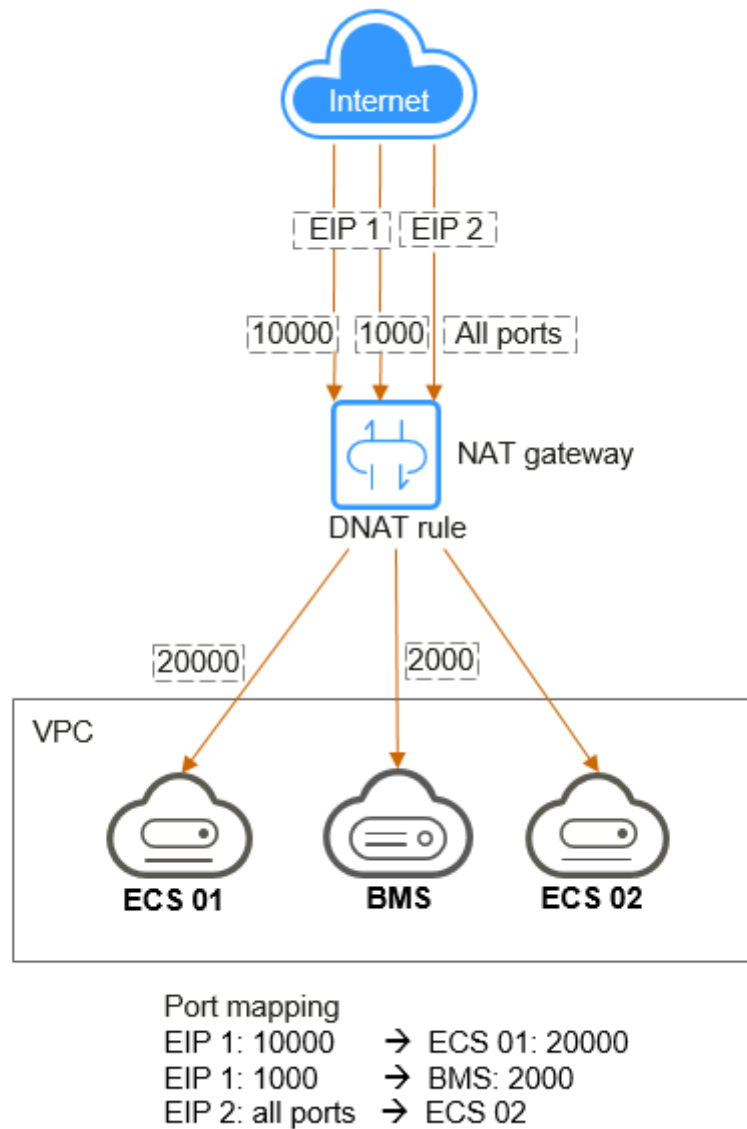 Internet
EIP 1 EIP 2
10000 1000 All ports
NAT gateway
DNAT rule
20000 2000
VPC
ECS 01 BMS ECS 02
Port mapping
EIP 1: 10000 → ECS 01: 20000
EIP 1: 1000 → BMS: 2000
EIP 2: all ports → ECS 02